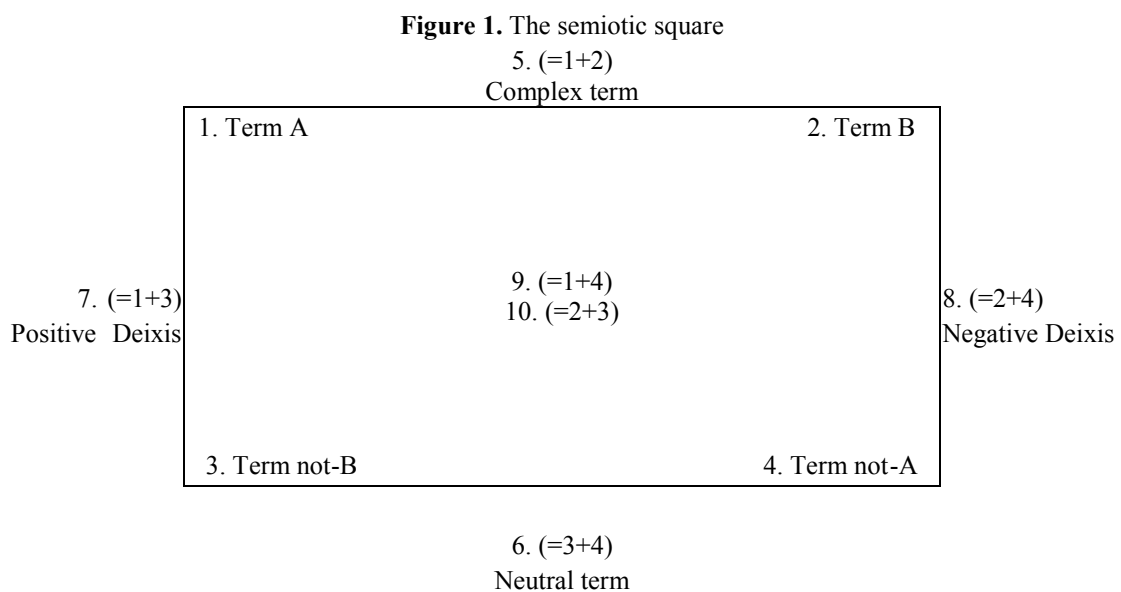 Figure 1. The semiotic square
5. (=1+2)
Complex term
1. Term A
2. Term B
9. (=1+4)
10. (=2+3)
7. (=1+3)
Positive Deixis
8. (=2+4)
Negative Deixis
3. Term not-B
4. Term not-A
6. (=3+4)
Neutral term